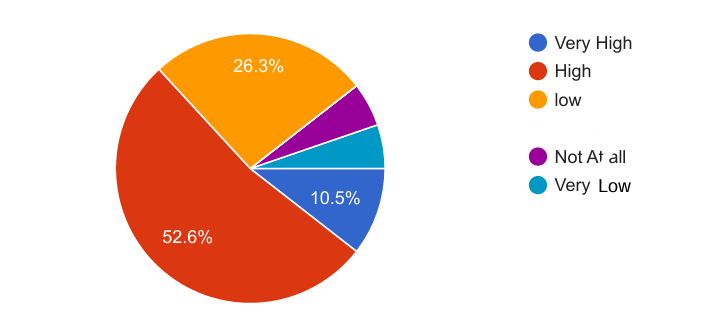 26.3%
10.5%
52.6%
Very High
High
low
Not At all
Very Low